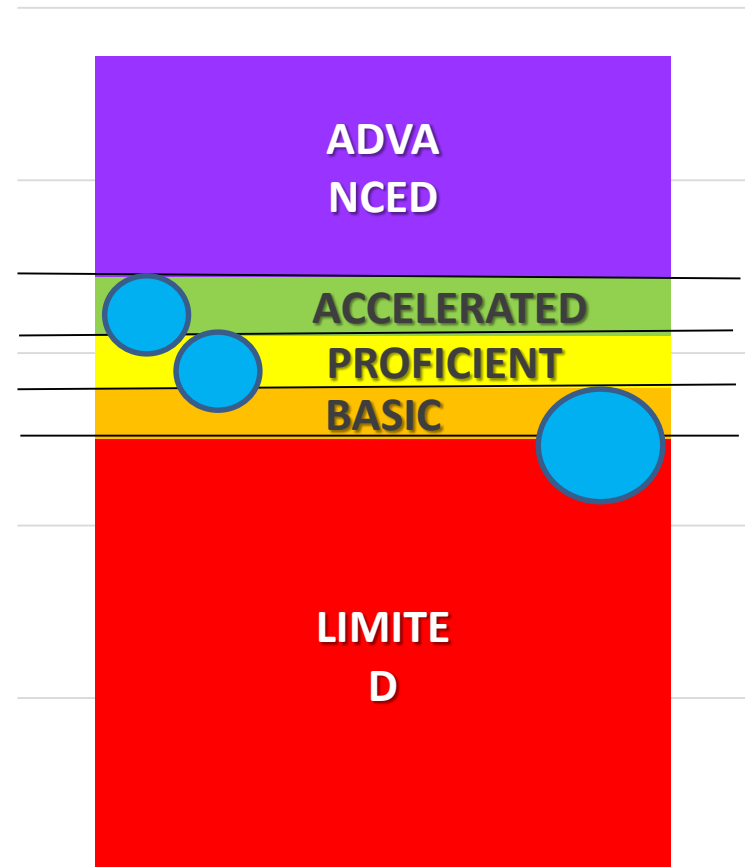 ADVA
NCED
ACCELERATED
PROFICIENT
BASIC
LIMITE
D